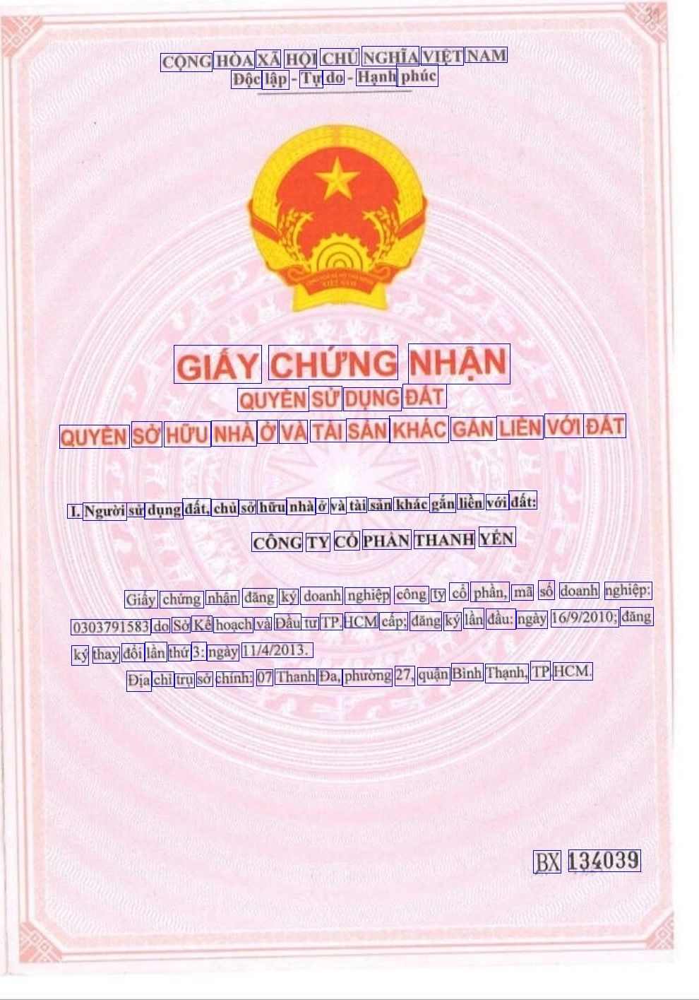 CỘNG HÒA XÃ HỘI CHỦ NGHĨA VIỆT NAM
Độc lập - Tự do - Hạnh phúc
VIỆT NAM
GIẤY CHỨNG NHẬN
QUYỀN SỬ DỤNG ĐẤT
QUYỀN SỞ HỮU NHÀ Ở VÀ TÀI SẢN KHÁC GẮN LIỀN VỚI ĐẤT
I. Người sử dụng đất, chủ sở hữu nhà ở và tài sản khác gắn liền với đất:
CÔNG TY CỔ PHẦN THANH YẾN
Giấy chứng nhận đăng ký doanh nghiệp công ty cổ phần, mã số doanh nghiệp:
0303791583 do Sở Kế hoạch và Đầu tư TP.HCM cấp; đăng ký lần đầu: ngày 16/9/2010; đăng
ký thay đổi lần thứ 3: ngày 11/4/2013.
Địa chỉ trụ sở chính: 07 Thanh Đa, phường 27, quận Bình Thạnh, TP.HCM.
BX 134039